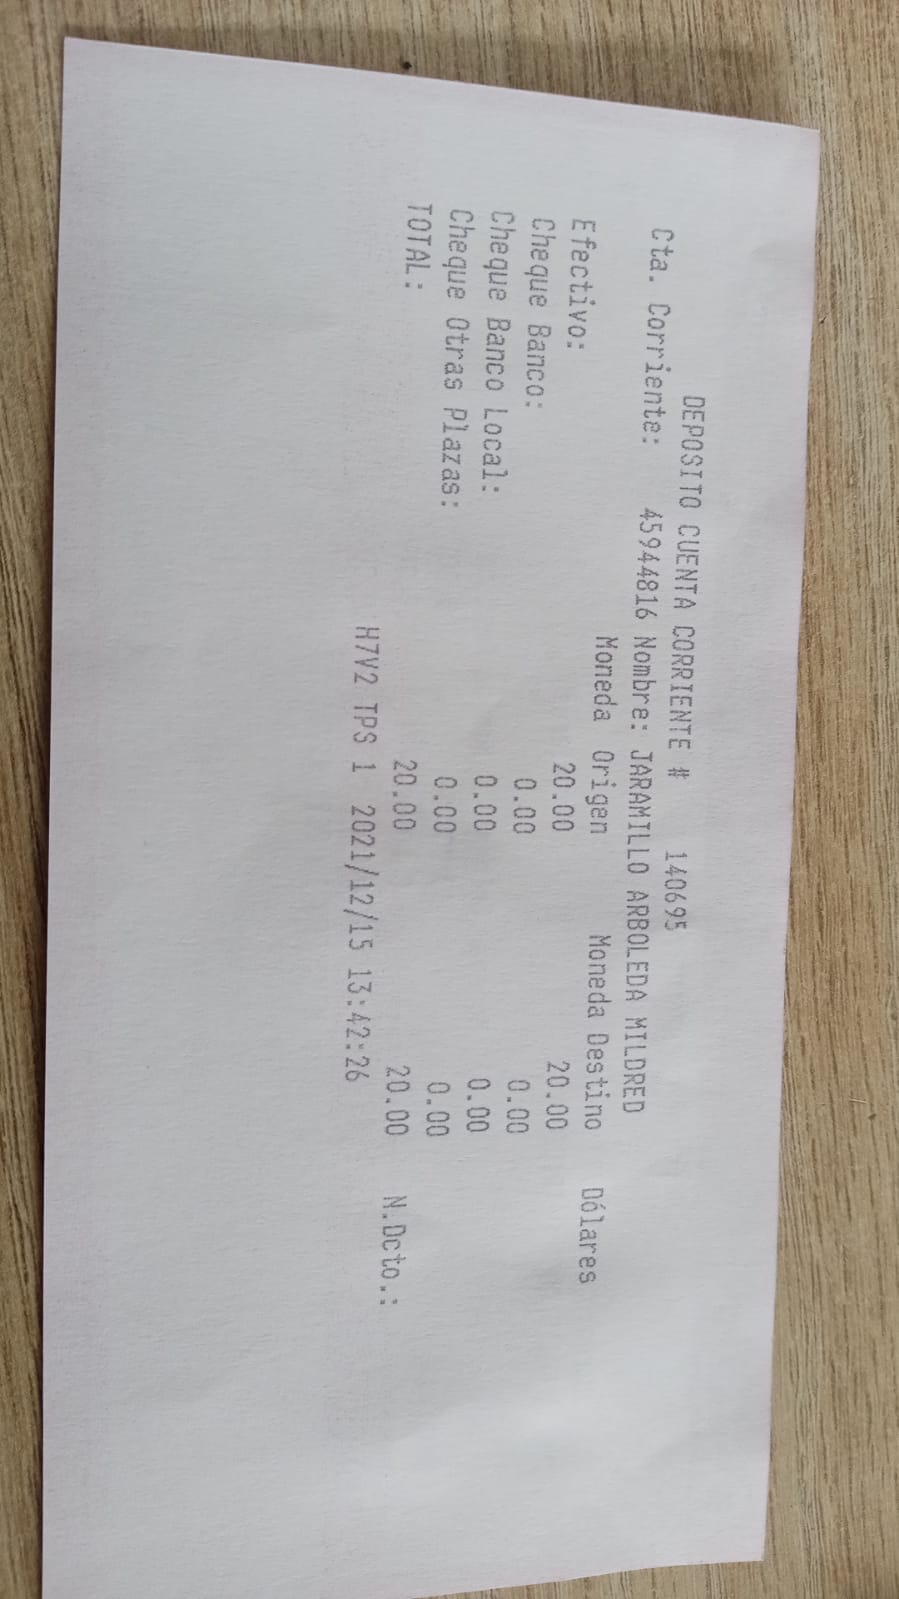 DEPOSITO CUENTA CORRIENTE # 140695
Cta. Corriente: 45944816 Nombre: JARAMILLO ARBOLEDA MILDRED
Moneda Origen Moneda Destino Dólares
Efectivo: 20.00 20.00
Cheque Banco: 0.00 0.00
Cheque Banco Local: 0.00 0.00
Cheque Otras Plazas: 0.00 0.00
TOTAL: 20.00 20.00 N.Dcto.:
H7V2 TPS 1 2021/12/15 13:42:26